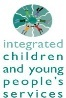 integrated
children
and young
people's
services